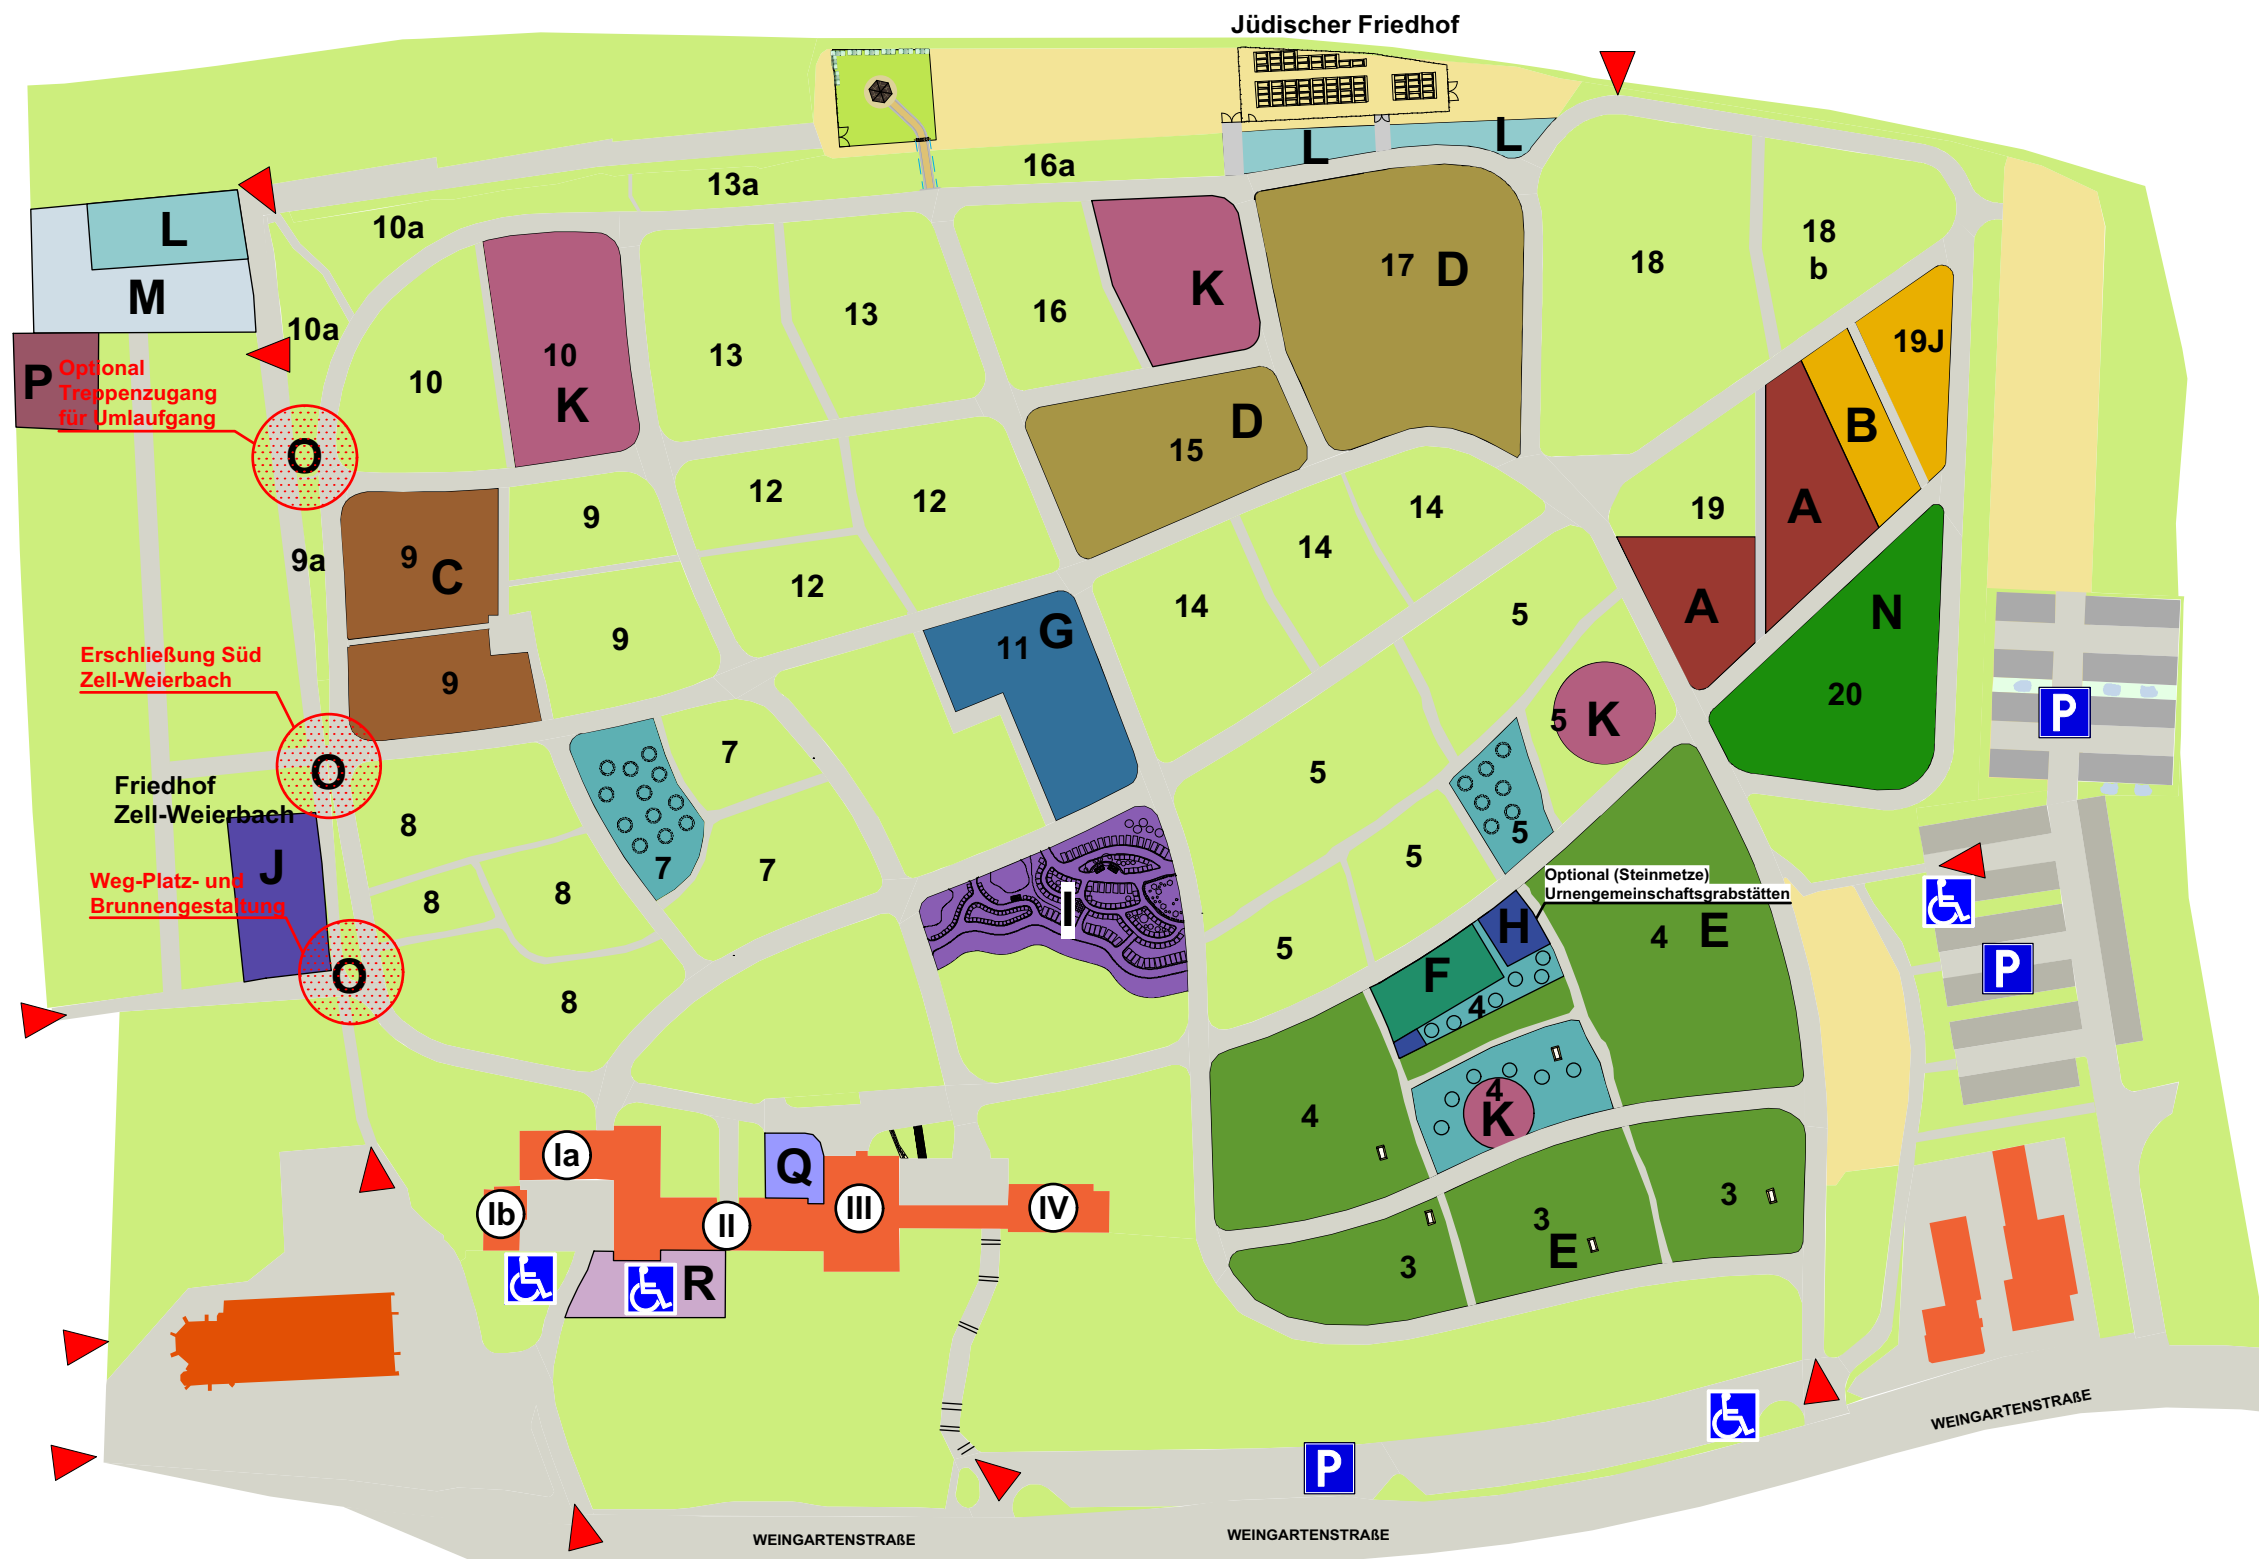 Jüdischer Friedhof
L
L
16a
13a
10a
L
M
18
18
b
17 D
K
16
13
13
10
K
10
10a
19J
P
Optional
Treppenzugang
für Umlaufgang
O
B
D
15
A
19
14
14
14
12
12
12
9
9
9 C
9a
9
N
20
A
5
11 G
Erschließung Süd
Zell-Weierbach
O
5 K
P
7
5
5
5
7
7
Friedhof
Zell-Weierbach
8
J
Weg-Platz- und
Brunnengestaltung
O
8
8
8
I
5
Optional (Steinmetze)
Urnengemeinschaftsgrabstätten
H
4 E
F
4
P
4
K
4
3
3
E
3
Ia
Ib
II
Q
III
IV
R
P
WEINGARTENSTRAßE
WEINGARTENSTRAßE
WEINGARTENSTRAßE